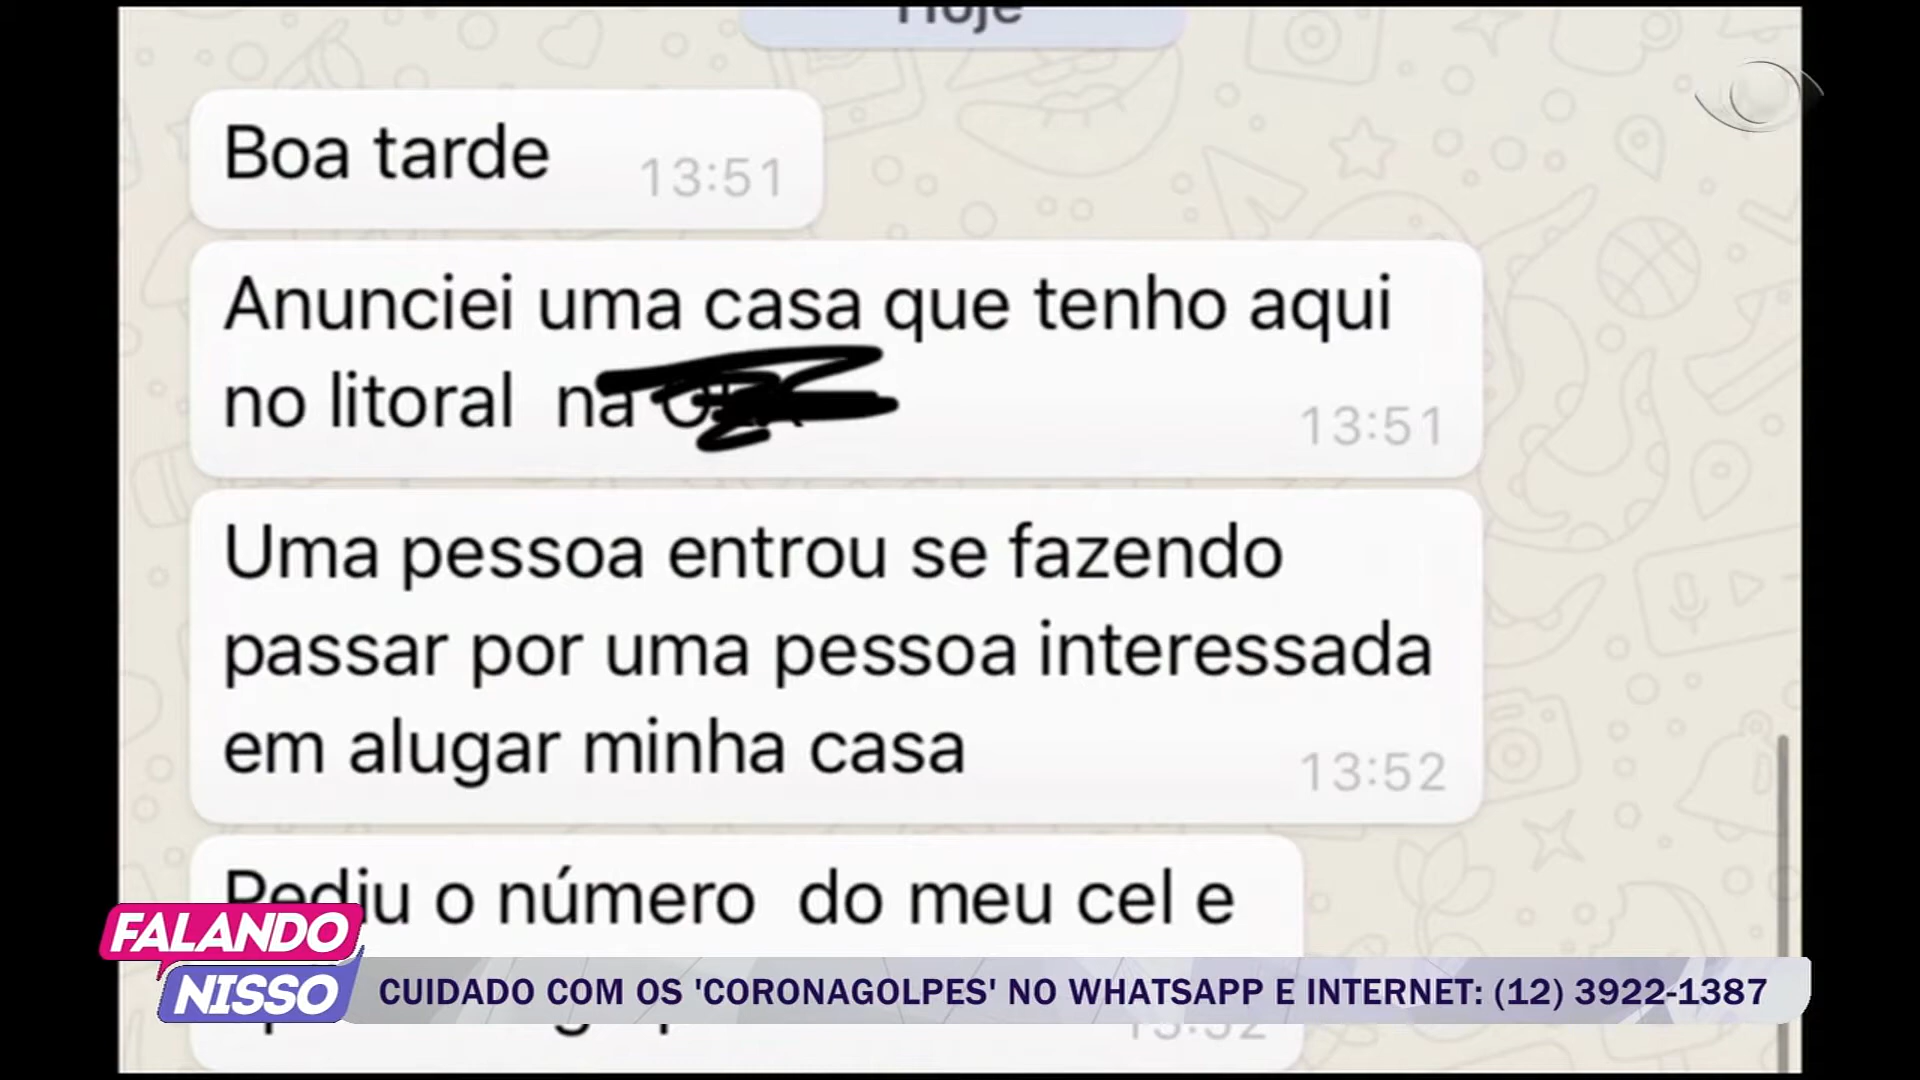 Hoje
Boa tarde 13:51
Anunciei uma casa que tenho aqui
no litoral na
13:51
Uma pessoa entrou se fazendo
passar por uma pessoa interessada
em alugar minha casa
13:52
Pediu o número do meu cel e
13:52
FALANDO
NISSO
CUIDADO COM OS 'CORONAGOLPES' NO WHATSAPP E INTERNET: (12) 3922-1387